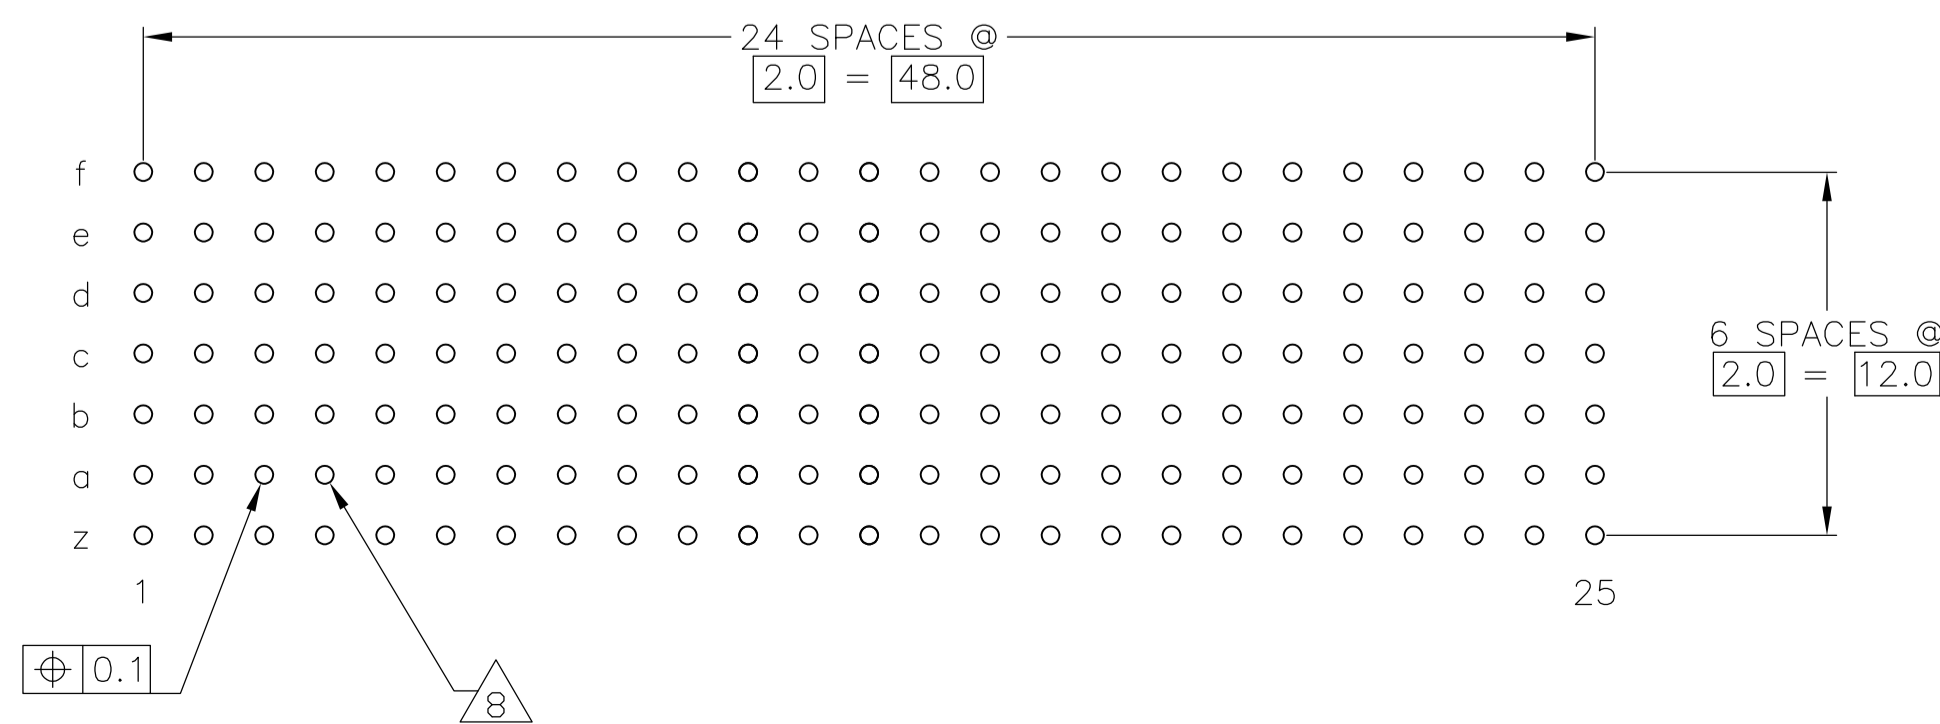 24 SPACES @
2.0 = 48.0
f
e
d
c
6 SPACES @
2.0 = 12.0
b
a
z
1
25
⌖ 0.1
8